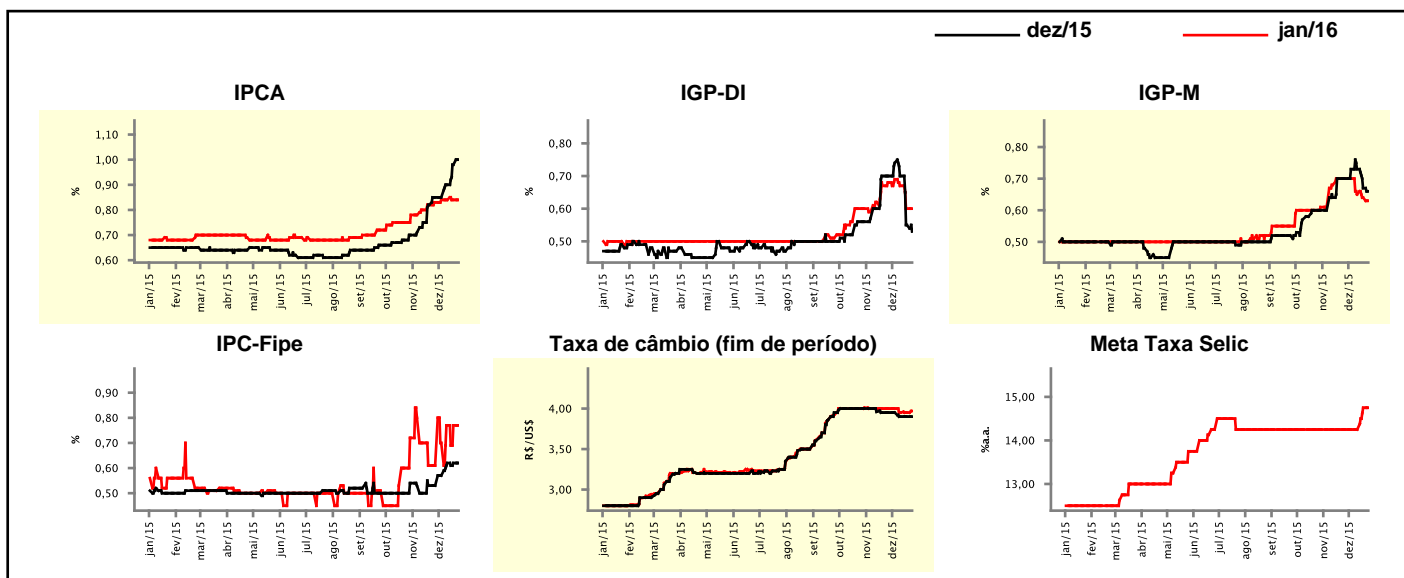 dez/15 jan/16
IPCA IGP-DI IGP-M
%
1,10
1,00
0,90
0,80
0,70
0,60
jan/15 fev/15 mar/15 abr/15 mai/15 jun/15 jul/15 ago/15 set/15 out/15 nov/15 dez/15
%
0,80
0,70
0,60
0,50
jan/15 fev/15 mar/15 abr/15 mai/15 jun/15 jul/15 ago/15 set/15 out/15 nov/15 dez/15
%
0,80
0,70
0,60
0,50
jan/15 fev/15 mar/15 abr/15 mai/15 jun/15 jul/15 ago/15 set/15 out/15 nov/15 dez/15
IPC-Fipe Taxa de câmbio (fim de período) Meta Taxa Selic
%
0,90
0,80
0,70
0,60
0,50
jan/15 fev/15 mar/15 abr/15 mai/15 jun/15 jul/15 ago/15 set/15 out/15 nov/15 dez/15
R$/US$
4,00
3,00
jan/15 fev/15 mar/15 abr/15 mai/15 jun/15 jul/15 ago/15 set/15 out/15 nov/15 dez/15
%a.a.
15,00
14,00
13,00
jan/15 fev/15 mar/15 abr/15 mai/15 jun/15 jul/15 ago/15 set/15 out/15 nov/15 dez/15